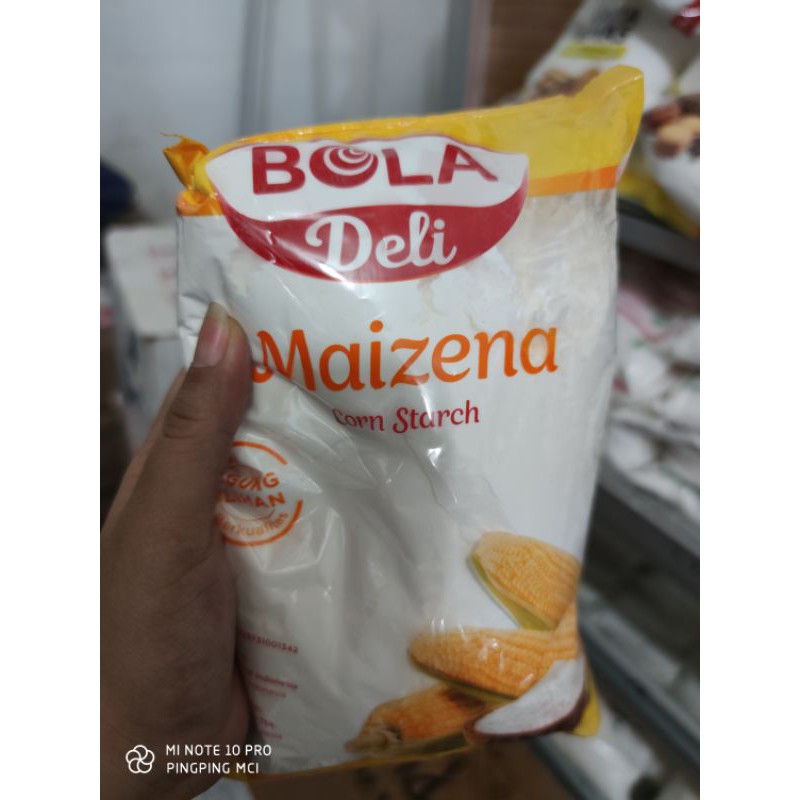 BOLA
Deli
Maizena
Corn Starch
MI NOTE 10 PRO
PINGPING MCI